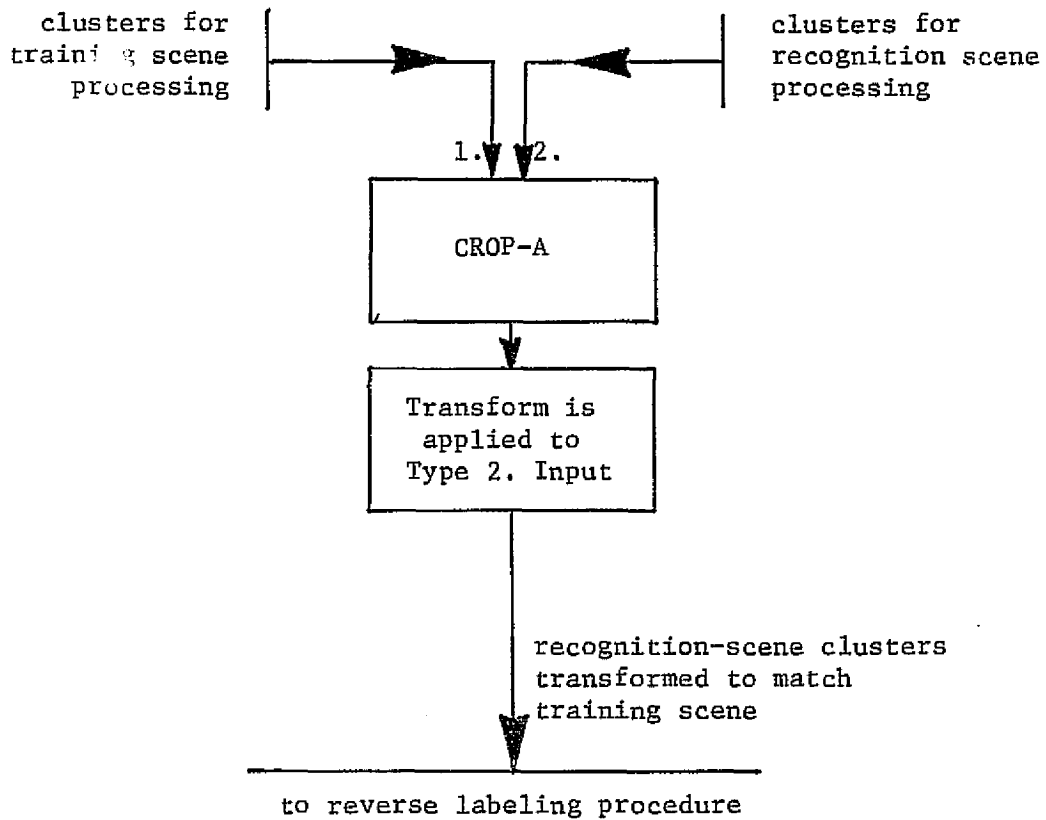 clusters for
training scene
processing
clusters for
recognition scene
processing
1.
2.
CROP-A
Transform is
applied to
Type 2. Input
recognition-scene clusters
transformed to match
training scene
to reverse labeling procedure